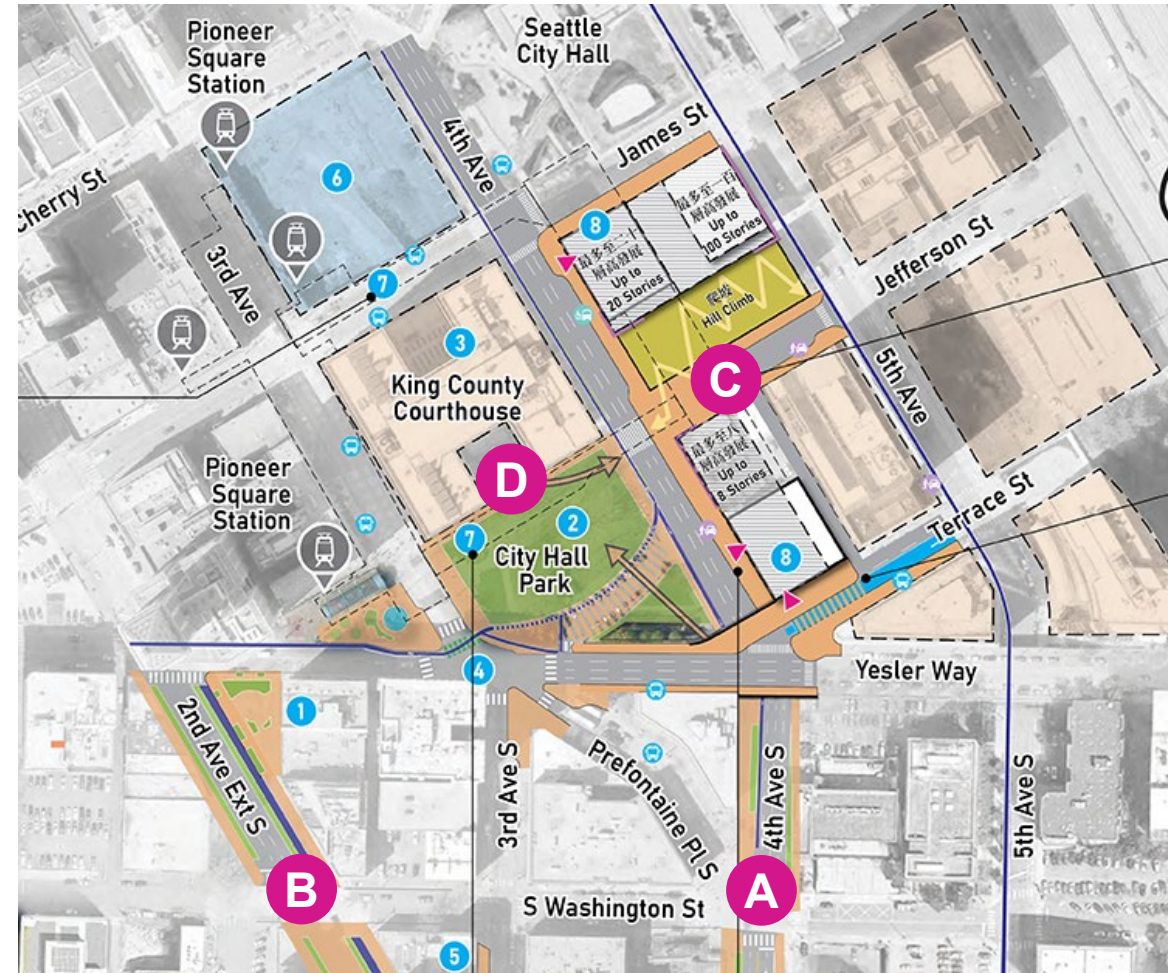 Pioneer
Square
Station
Seattle
City Hall
4th Ave
James St
Cherry St
6
8
最多至二十
層高發展
Up to
20 Stories
最多至一百
層高發展
Up to
100 Stories
3rd Ave
7
Jefferson St
爬坡
Hill Climb
3
King County
Courthouse
C
5th Ave
最多至八
層高發展
Up to
8 Stories
Pioneer
Square
Station
D
2
7
City Hall
Park
8
Terrace St
4
Yesler Way
1
2nd Ave Ext S
3rd Ave S
Prefontaine Pl S
4th Ave S
5th Ave S
B
A
S Washington St
5